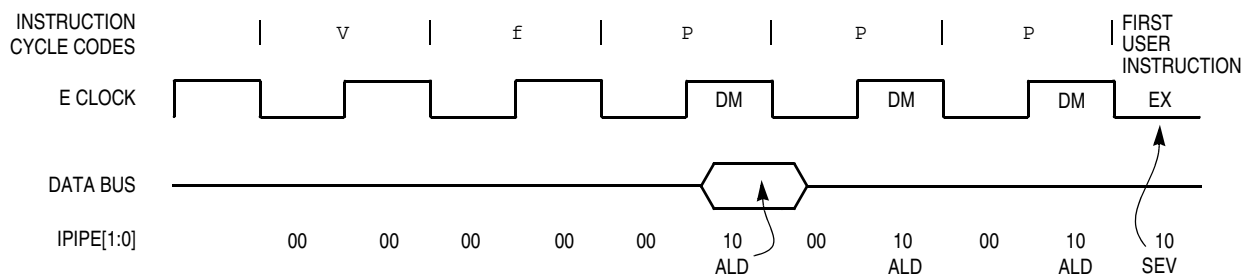 INSTRUCTION
CYCLE CODES
V f P P P
FIRST
USER
INSTRUCTION
E CLOCK
DM DM DM EX
DATA BUS
IPIPE[1:0]
00 00 00 00 00 10 00 10 00 10 10
ALD ALD ALD SEV